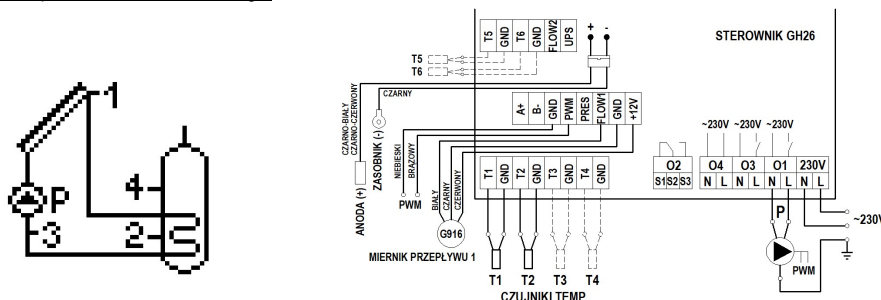 1
P
4
3
2
STEROWNIK GH26
T5 GND T6 GND FLOW2 UPS
+ -
T5
T6
CZARNY
CZARNO-BIAŁY
CZARNO-CZERWONY
ZASOBNIK (-)
ANODA (+)
A+ B- GND PWM PRES FLOW1 GND +12V
NIEBIESKI
BRĄZOWY
PWM
BIAŁY
CZARNY
CZERWONY
G916
MIERNIK PRZEPŁYWU 1
T1 GND T2 GND T3 GND T4 GND
T1 T2 T3 T4
CZUJNIKI TEMP
~230V ~230V ~230V
O2 O4 O3 O1 230V
S1 S2 S3 N L N L N L N L
P
~230V
PWM